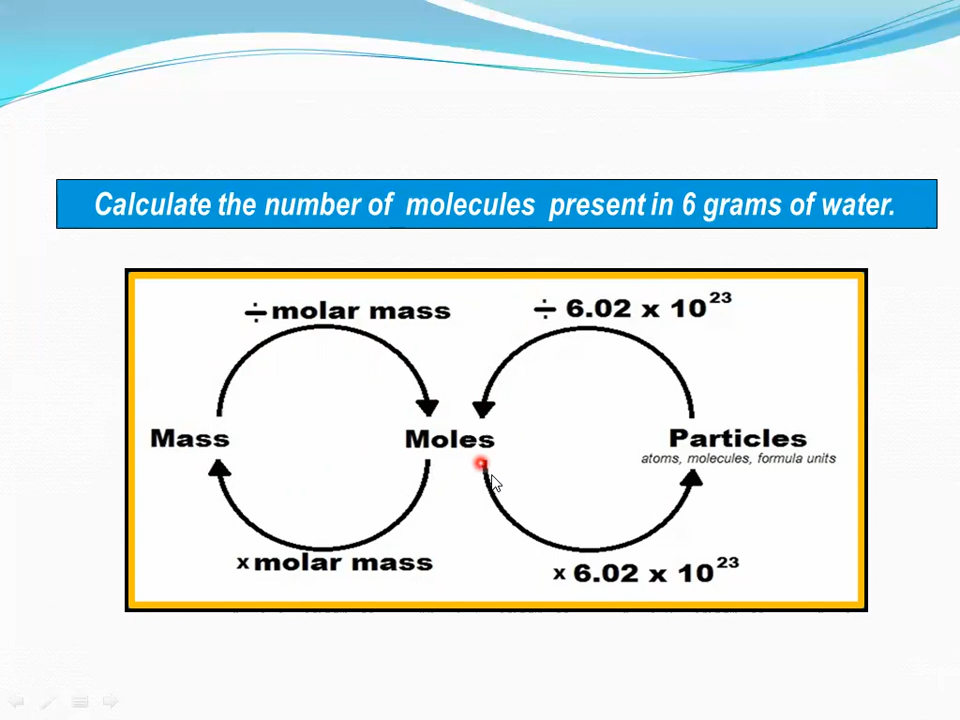 Calculate the number of molecules present in 6 grams of water.
÷ molar mass
÷ 6.02 x 10²³
Mass
Moles
Particles
atoms, molecules, formula units
x molar mass
x 6.02 x 10²³